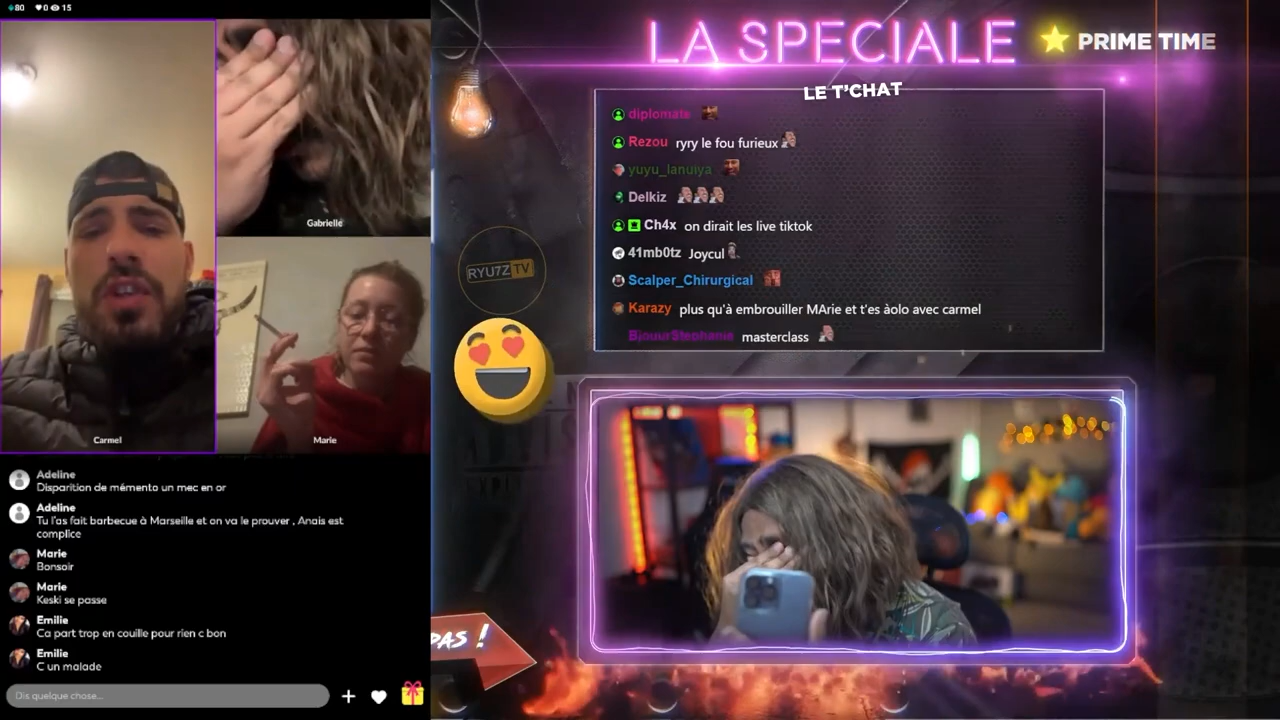 80 0 15
Gabrielle
Carmel
Marie
Adeline
Disparition de mémento un mec en or
Adeline
Tu l'as fait barbecue à Marseille et on va le prouver , Anais est
complice
Marie
Bonsoir
Marie
Keski se passe
Emilie
Ca part trop en couille pour rien c bon
Emilie
C un malade
Dis quelque chose...
LA SPECIALE
PRIME TIME
LE T'CHAT
diplomate
Rezou ryry le fou furieux
yuyu_lanuiya
Delkiz
Ch4x on dirait les live tiktok
41mb0tz Joycul
Scalper_Chirurgical
Karazy plus qu'à embrouiller MArie et t'es àolo avec carmel
BjouurStephanie masterclass
RYU7Z TV
PAS !